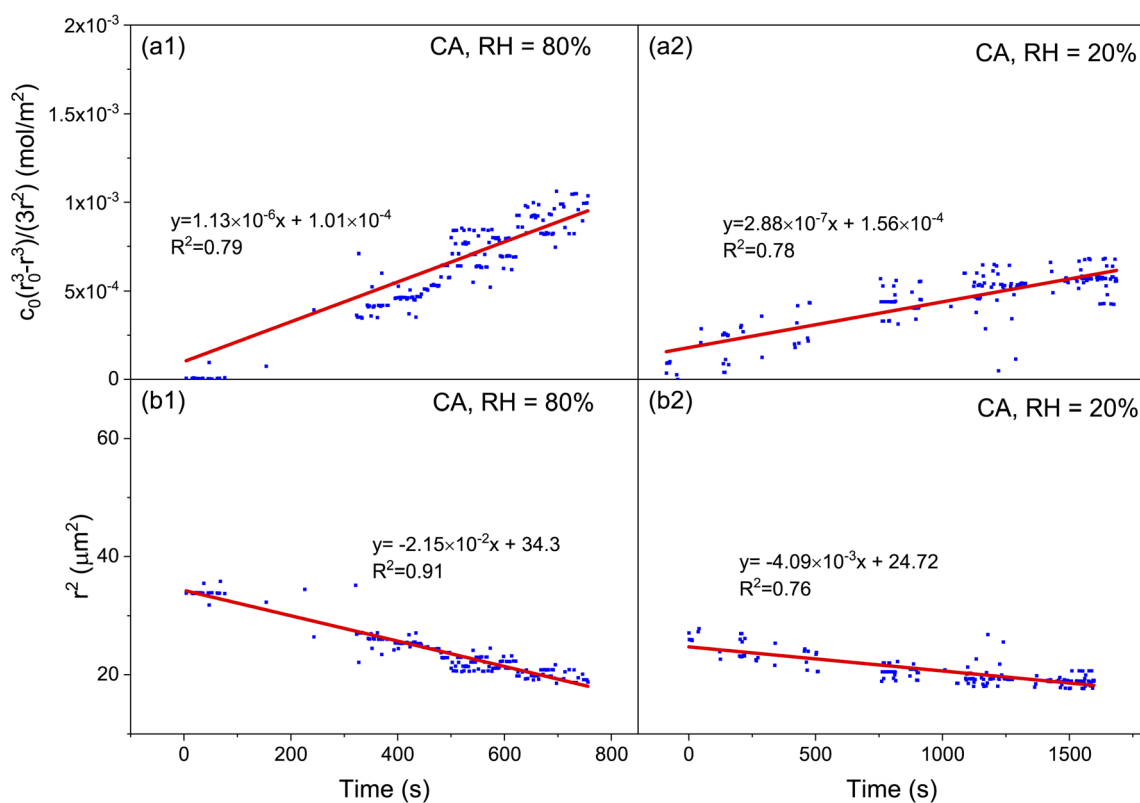 (a1) CA, RH = 80%
(a2) CA, RH = 20%
2x10⁻³
1.5x10⁻³
1x10⁻³
5x10⁻⁴
0
c₀(r₀³-r³)/(3r²) (mol/m²)
y=1.13×10⁻⁶x + 1.01×10⁻⁴
R²=0.79
y=2.88×10⁻⁷x + 1.56×10⁻⁴
R²=0.78
(b1) CA, RH = 80%
(b2) CA, RH = 20%
60
40
20
r² (μm²)
y= -2.15×10⁻²x + 34.3
R²=0.91
y= -4.09×10⁻³x + 24.72
R²=0.76
0 200 400 600 800
0 500 1000 1500
Time (s)
Time (s)